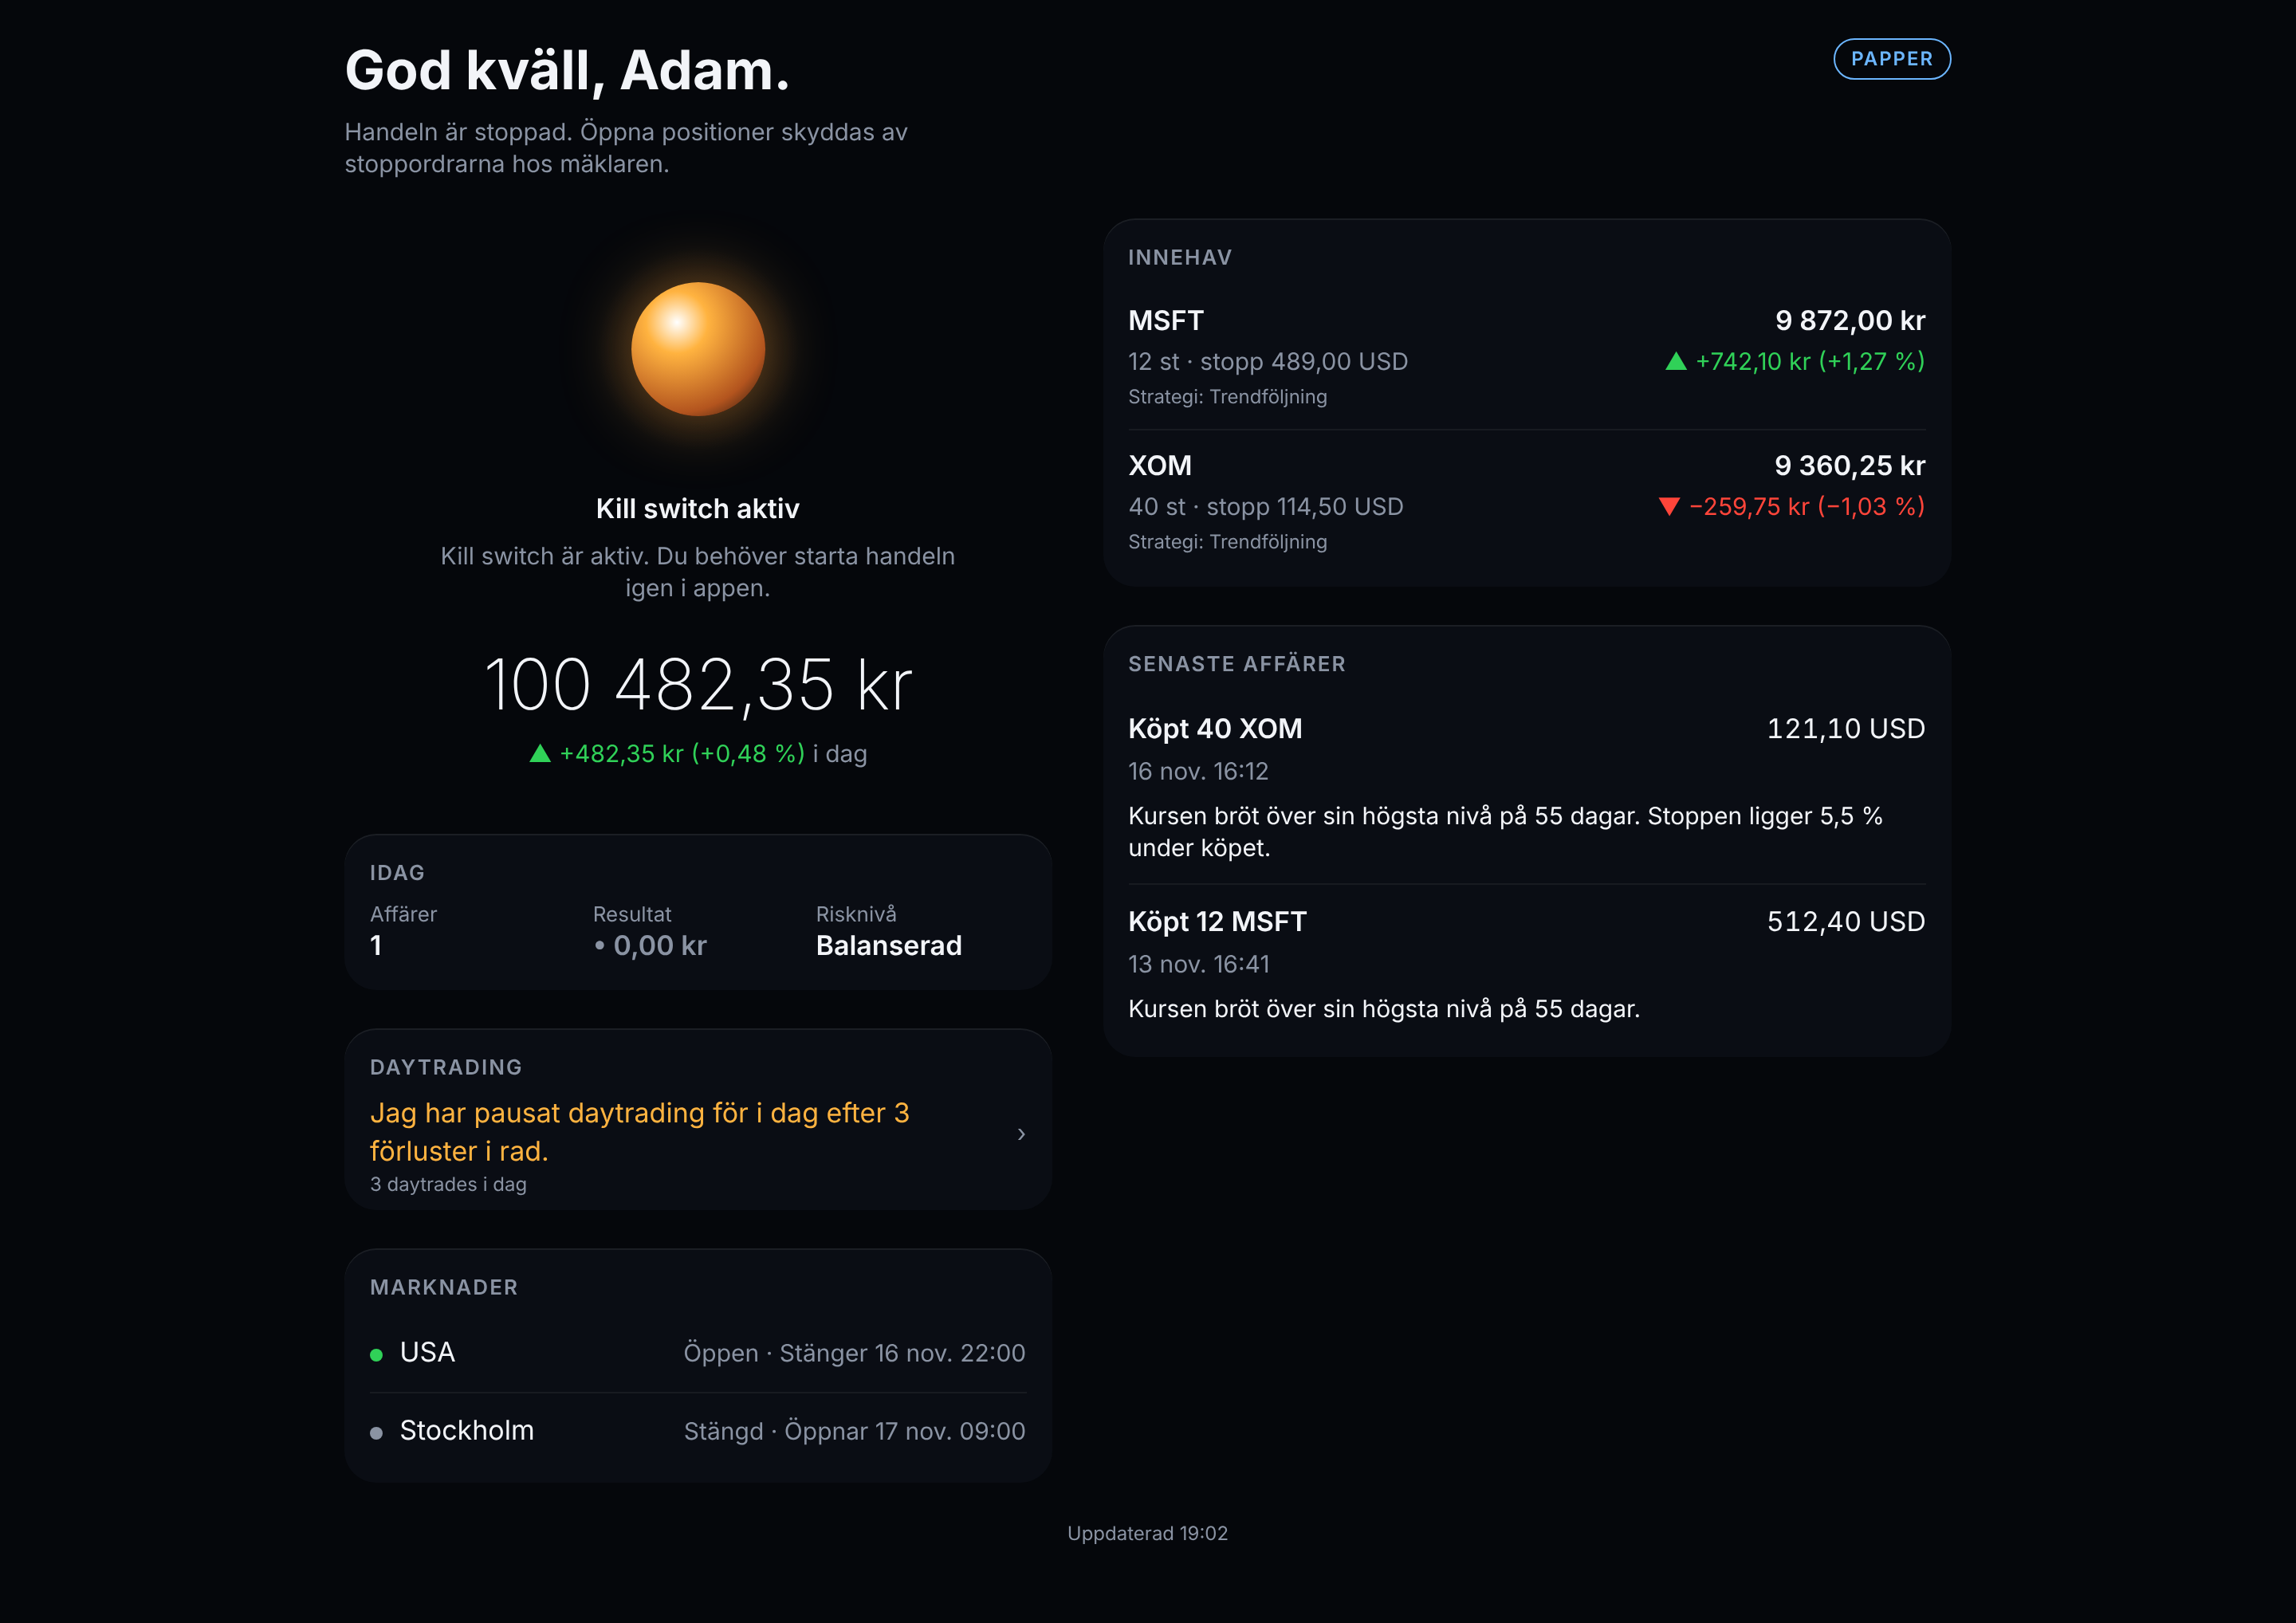 God kväll, Adam.
PAPPER
Handeln är stoppad. Öppna positioner skyddas av
stoppordrarna hos mäklaren.
Kill switch aktiv
Kill switch är aktiv. Du behöver starta handeln
igen i appen.
100 482,35 kr
▲ +482,35 kr (+0,48 %) i dag
IDAG
Affärer Resultat Risknivå
1 • 0,00 kr Balanserad
DAYTRADING
Jag har pausat daytrading för i dag efter 3
förluster i rad.
›
3 daytrades i dag
MARKNADER
USA Öppen · Stänger 16 nov. 22:00
Stockholm Stängd · Öppnar 17 nov. 09:00
INNEHAV
MSFT 9 872,00 kr
12 st · stopp 489,00 USD ▲ +742,10 kr (+1,27 %)
Strategi: Trendföljning
XOM 9 360,25 kr
40 st · stopp 114,50 USD ▼ −259,75 kr (−1,03 %)
Strategi: Trendföljning
SENASTE AFFÄRER
Köpt 40 XOM 121,10 USD
16 nov. 16:12
Kursen bröt över sin högsta nivå på 55 dagar. Stoppen ligger 5,5 %
under köpet.
Köpt 12 MSFT 512,40 USD
13 nov. 16:41
Kursen bröt över sin högsta nivå på 55 dagar.
Uppdaterad 19:02